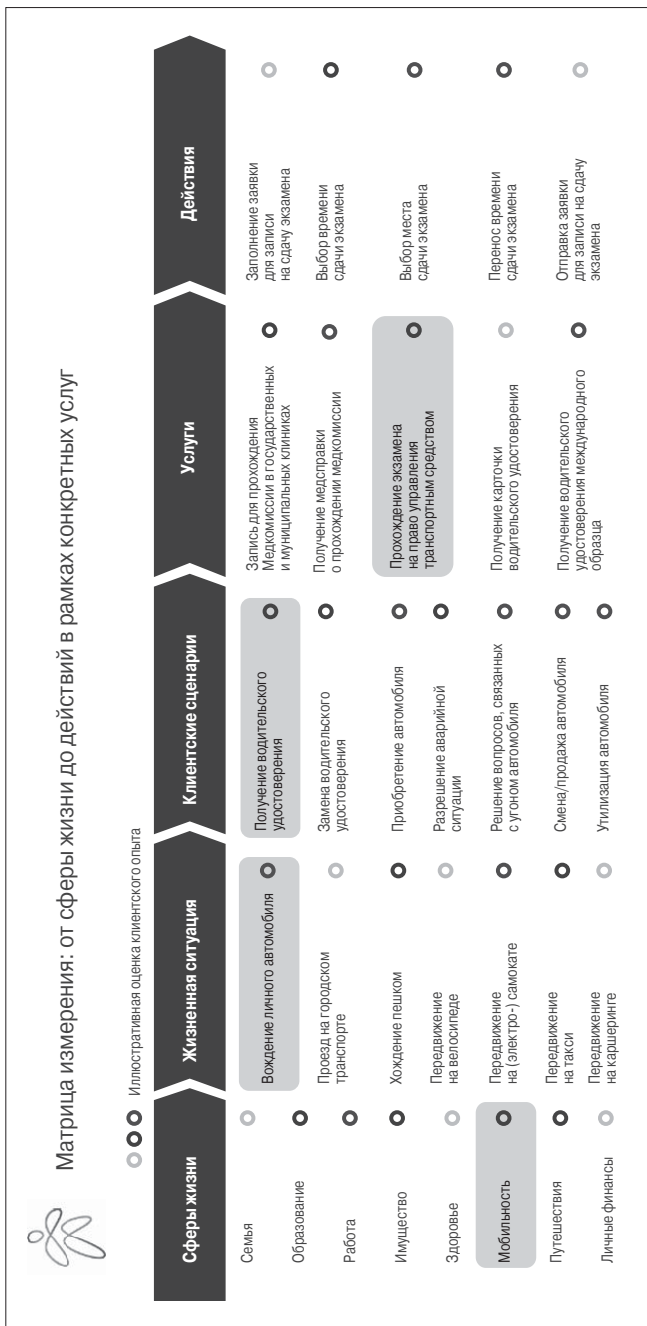 Матрица измерения: от сферы жизни до действий в рамках конкретных услуг
Иллюстративная оценка клиентского опыта
Сферы жизни
Семья
Образование
Работа
Имущество
Здоровье
Мобильность
Путешествия
Личные финансы
Жизненная ситуация
Вождение личного автомобиля
Проезд на городском
транспорте
Хождение пешком
Передвижение
на велосипеде
Передвижение
на (электро-) самокате
Передвижение
на такси
Передвижение
на каршеринге
Клиентские сценарии
Получение водительского
удостоверения
Замена водительского
удостоверения
Приобретение автомобиля
Разрешение аварийной
ситуации
Решение вопросов, связанных
с угоном автомобиля
Смена/продажа автомобиля
Утилизация автомобиля
Услуги
Запись для прохождения
Медкомиссии в государственных
и муниципальных клиниках
Получение медсправки
о прохождении медкомиссии
Прохождение экзамена
на право управления
транспортным средством
Получение карточки
водительского удостоверения
Получение водительского
удостоверения международного
образца
Действия
Заполнение заявки
для записи
на сдачу экзамена
Выбор времени
сдачи экзамена
Выбор места
сдачи экзамена
Перенос времени
сдачи экзамена
Отправка заявки
для записи на сдачу
экзамена